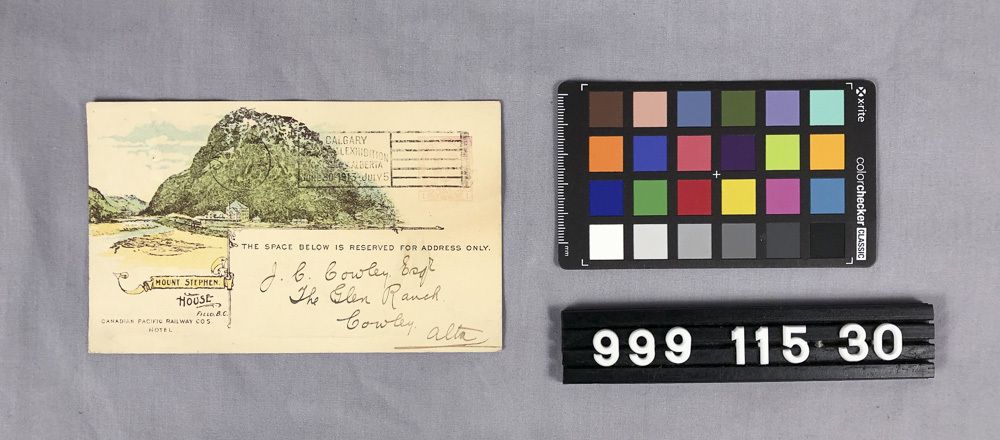 CALGARY
EXHIBITION
ALBERTA
JUNE 30-1913-JULY 5
THE SPACE BELOW IS RESERVED FOR ADDRESS ONLY.
J. C. Cowley, Esqr
The Glen Ranch.
Cowley.
Alta
MOUNT STEPHEN.
HOUSE
FIELD, B.C.
CANADIAN PACIFIC RAILWAY CO'S.
HOTEL
mm
x-rite
colorchecker CLASSIC
999 115 30